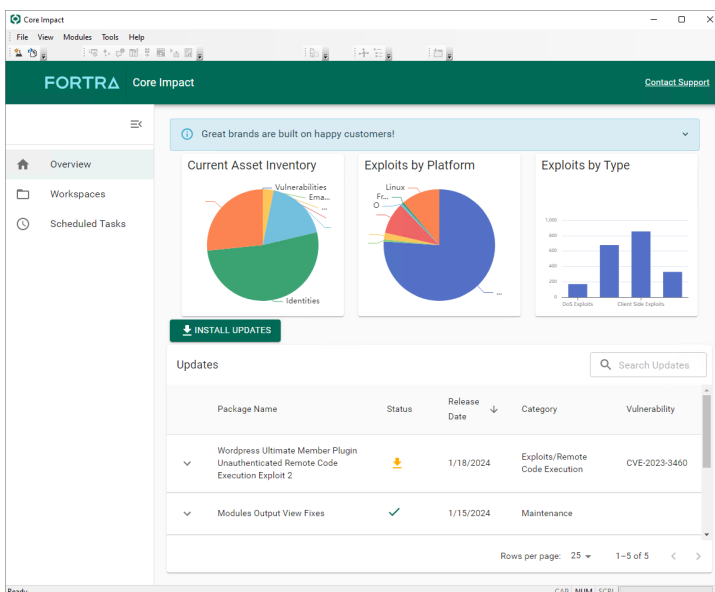 Core Impact
File View Modules Tools Help
FORTRA Core Impact
Contact Support
Great brands are built on happy customers!
Overview
Workspaces
Scheduled Tasks
Current Asset Inventory
Vulnerabilities
Ema...
...
Identities
Exploits by Platform
Linux
Fr...
O
...
Exploits by Type
1,000
800
600
400
200
0
DoS Exploits Client Side Exploits
INSTALL UPDATES
Updates
Search Updates
Package Name Status Release Date Category Vulnerability
Wordpress Ultimate Member Plugin
Unauthenticated Remote Code
Execution Exploit 2
1/18/2024
Exploits/Remote
Code Execution
CVE-2023-3460
Modules Output View Fixes 1/15/2024 Maintenance
Rows per page: 25 1–5 of 5
Ready
CAP NUM SCRL